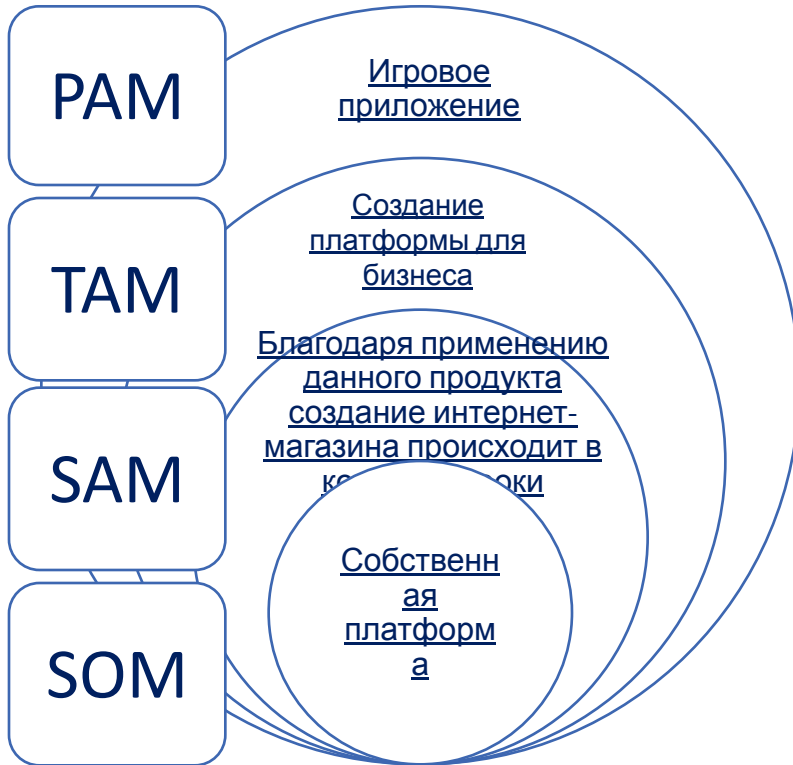 PAM
Игровое
приложение
TAM
Создание
платформы для
бизнеса
SAM
Благодаря применению
данного продукта
создание интернет-
магазина происходит в
SOM
Собственн
ая
платформ
а